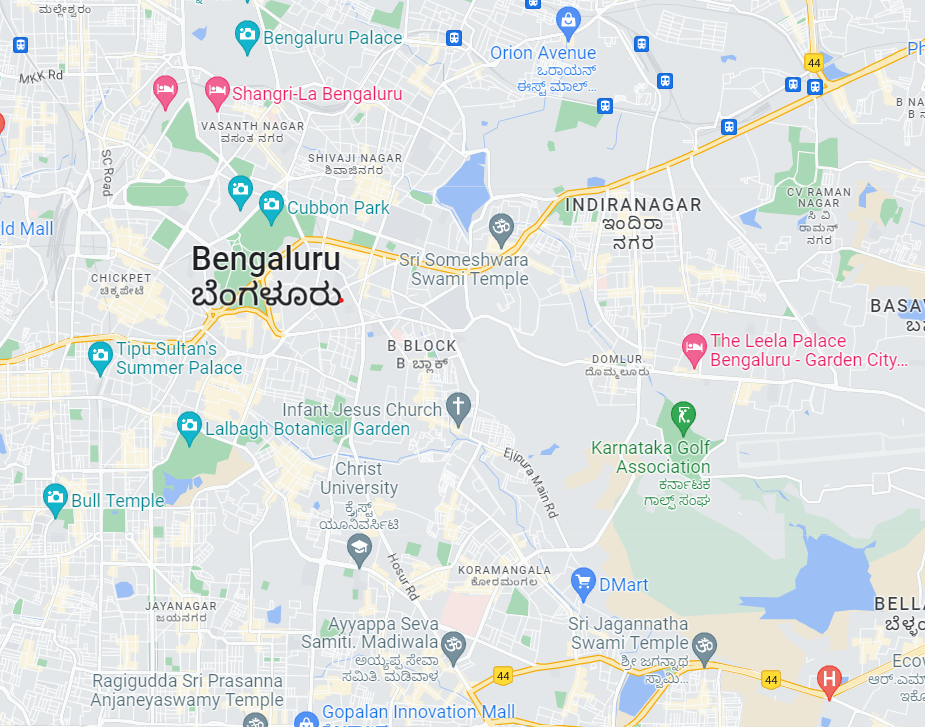 ಮಲ್ಲೇಶ್ವರಂ
Bengaluru Palace
Orion Avenue
ಒರಾಯನ್
ಈಸ್ಟ್ ಮಾಲ್...
44
Ph
MKK Rd
Shangri-La Bengaluru
B NA
VASANTH NAGAR
ವಸಂತ ನಗರ
SHIVAJI NAGAR
ಶಿವಾಜಿನಗರ
SC Road
CV RAMAN
NAGAR
ಸಿ ವಿ
ರಾಮನ್
ನಗರ
Cubbon Park
INDIRANAGAR
ಇಂದಿರಾ
ನಗರ
ld Mall
Bengaluru
ಬೆಂಗಳೂರು
Sri Someshwara
Swami Temple
CHICKPET
ಚಿಕ್ಕಪೇಟೆ
BASA
Tipu Sultan's
Summer Palace
B BLOCK
B ಬ್ಲಾಕ್
DOMLUR
ದೊಮ್ಮಲೂರು
The Leela Palace
Bengaluru - Garden City...
Infant Jesus Church
Lalbagh Botanical Garden
Karnataka Golf
Association
ಕರ್ನಾಟಕ
ಗಾಲ್ಫ್ ಸಂಘ
Ejipura Main Rd
Christ
University
ಕ್ರೈಸ್ಟ್
ಯೂನಿವರ್ಸಿಟಿ
Bull Temple
Hosur Rd
KORAMANGALA
ಕೋರಮಂಗಲ
DMart
JAYANAGAR
ಜಯನಗರ
BELLA
ಬೆಳ್ಳಂ
Ayyappa Seva
Samiti. Madiwala
ಅಯ್ಯಪ್ಪ ಸೇವಾ
ಸಮಿತಿ. ಮಡಿವಾಳ
Sri Jagannatha
Swami Temple
ಶ್ರೀ ಜಗನ್ನಾಥ
ಸ್ವಾಮಿ...
Ecow
ಆರ್.ಎಮ್
ಇಕೊ
44
44
H
Ragigudda Sri Prasanna
Anjaneyaswamy Temple
Gopalan Innovation Mall